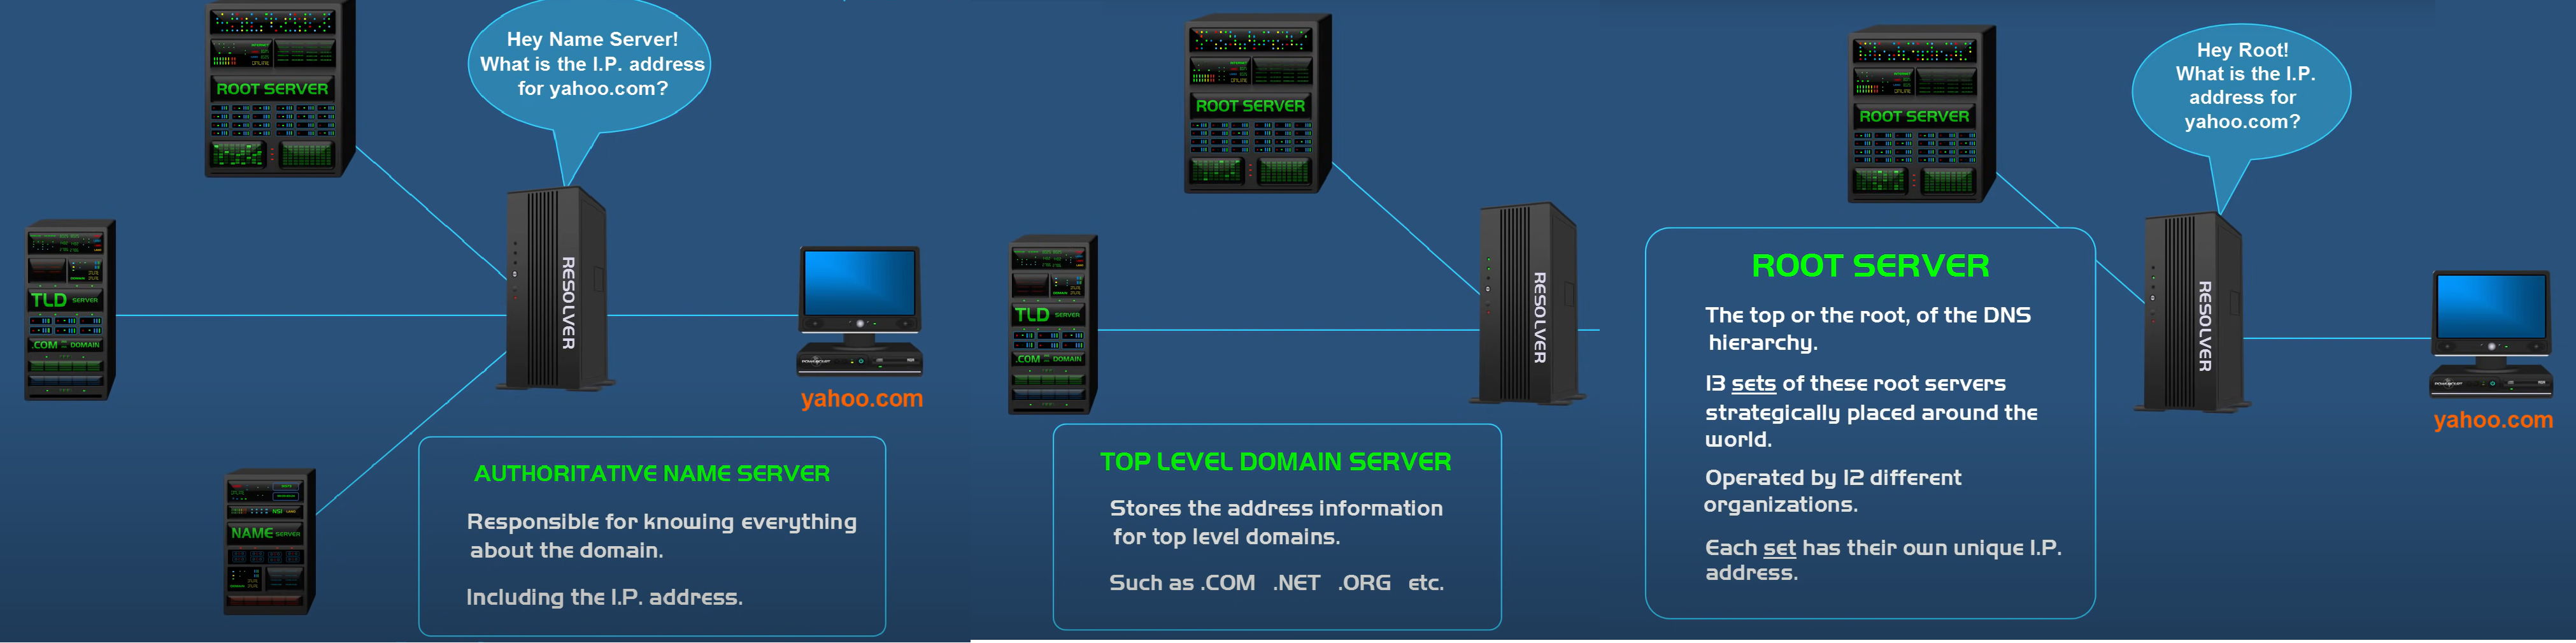 Hey Name Server!
What is the I.P. address
for yahoo.com?
ROOT SERVER
RESOLVER
TLD SERVER
.COM DOMAIN
yahoo.com
NAME SERVER
AUTHORITATIVE NAME SERVER
Responsible for knowing everything
about the domain.
Including the I.P. address.
ROOT SERVER
RESOLVER
TLD SERVER
.COM DOMAIN
TOP LEVEL DOMAIN SERVER
Stores the address information
for top level domains.
Such as .COM .NET .ORG etc.
Hey Root!
What is the I.P.
address for
yahoo.com?
ROOT SERVER
RESOLVER
yahoo.com
ROOT SERVER
The top or the root, of the DNS
hierarchy.
13 sets of these root servers
strategically placed around the
world.
Operated by 12 different
organizations.
Each set has their own unique I.P.
address.